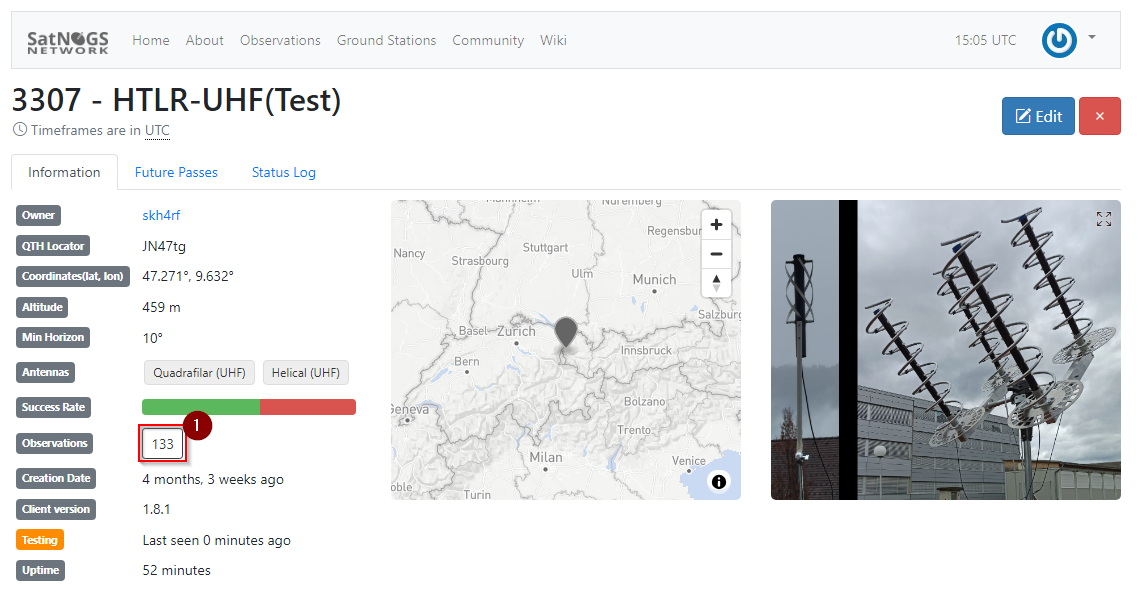 SatNOGS
NETWORK
Home About Observations Ground Stations Community Wiki
15:05 UTC
3307 - HTLR-UHF(Test)
Timeframes are in UTC
Edit ×
Information Future Passes Status Log
Owner skh4rf
QTH Locator JN47tg
Coordinates(lat, lon) 47.271°, 9.632°
Altitude 459 m
Min Horizon 10°
Antennas Quadrafilar (UHF) Helical (UHF)
Success Rate
1
Observations 133
Creation Date 4 months, 3 weeks ago
Client version 1.8.1
Testing Last seen 0 minutes ago
Uptime 52 minutes
Nuremberg
Regensbur
Nancy
Stuttgart
Strasbourg
Ulm
Munich
Salzburg
Basel
Zurich
Bern
Innsbruck
Geneva
Bolzano
Trento
Milan
Venice
oble
Turin